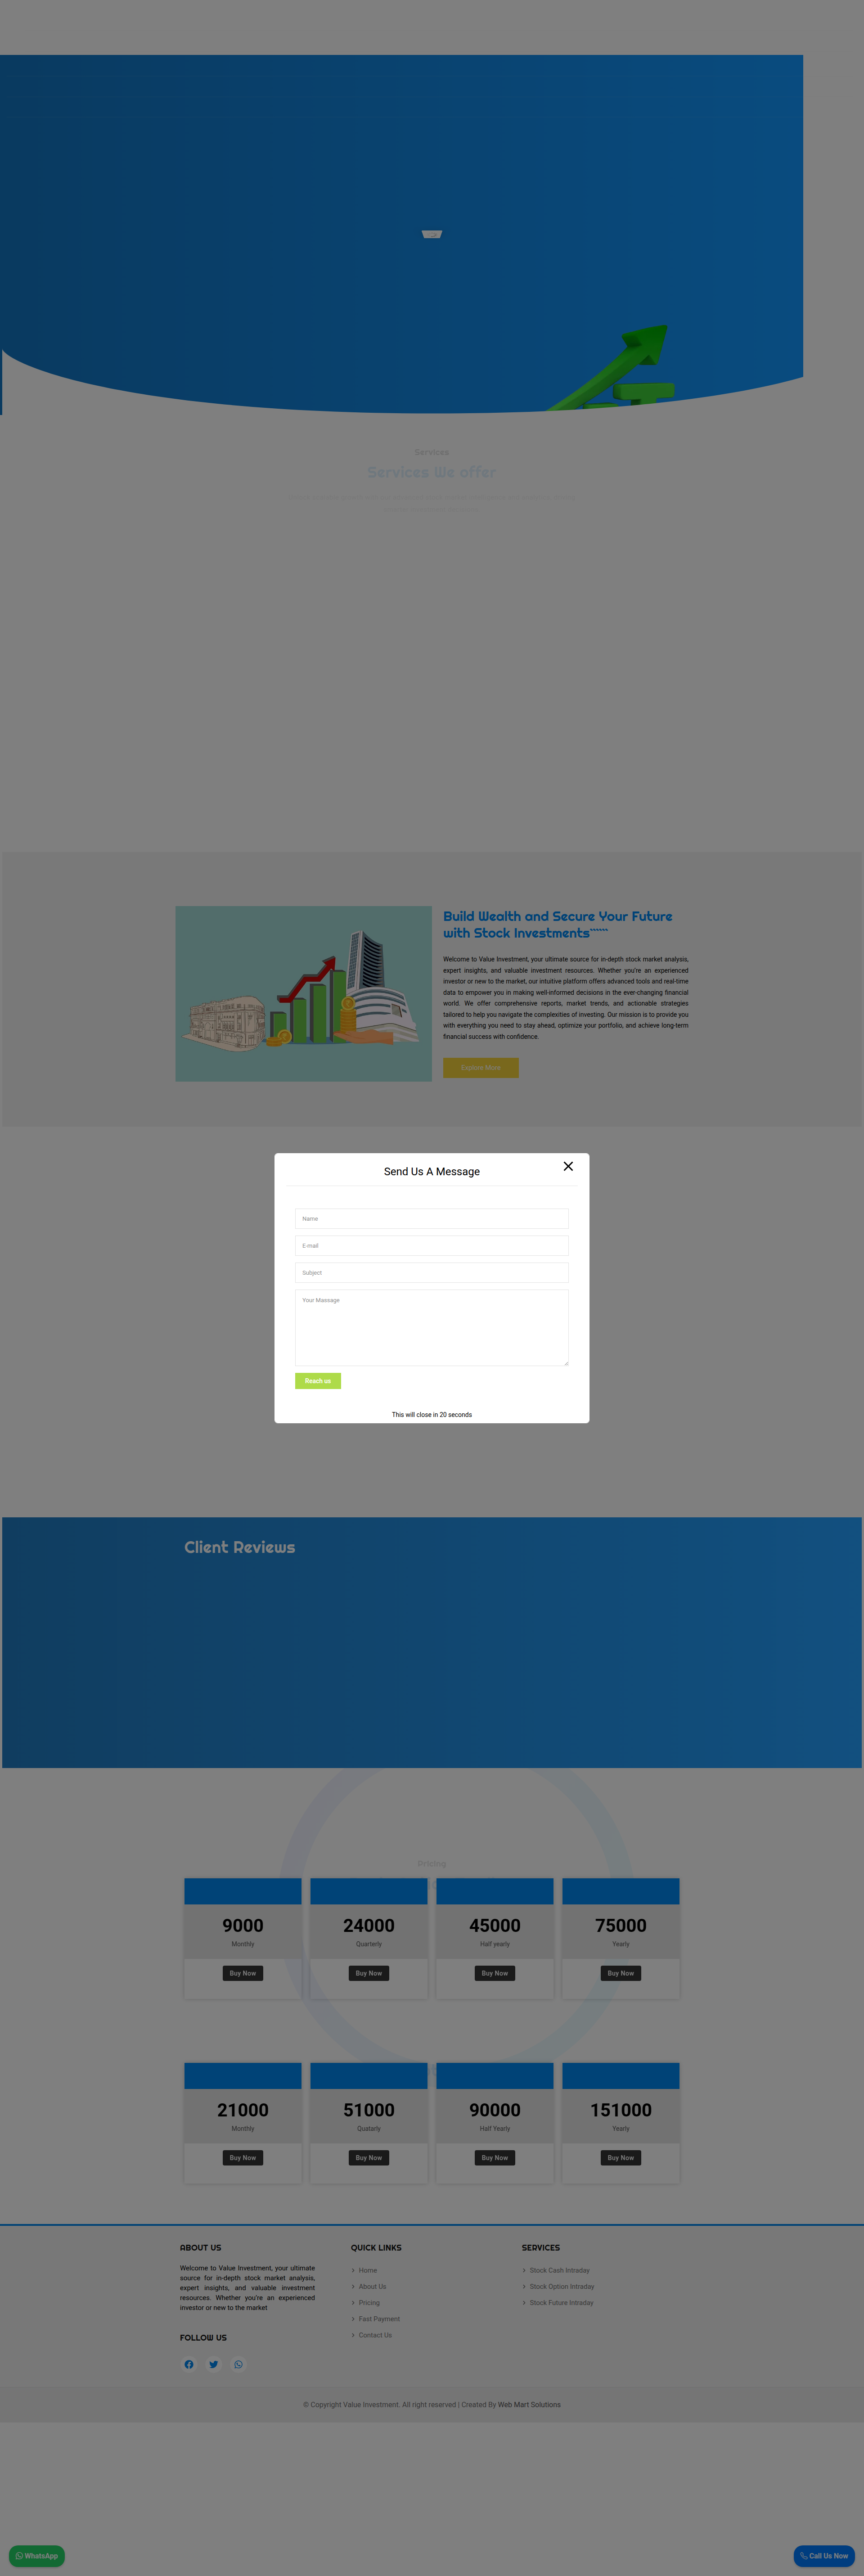 Services
Services We offer
Build Wealth and Secure Your Future
with Stock Investments`````
Welcome to Value Investment, your ultimate source for in-depth stock market analysis,
expert insights, and valuable investment resources. Whether you're an experienced
investor or new to the market, our intuitive platform offers advanced tools and real-time
data to empower you in making well-informed decisions in the ever-changing financial
world. We offer comprehensive reports, market trends, and actionable strategies
tailored to help you navigate the complexities of investing. Our mission is to provide you
with everything you need to stay ahead, optimize your portfolio, and achieve long-term
financial success with confidence.
Explore More
Send Us A Message
Name
E-mail
Subject
Your Massage
Reach us
This will close in 20 seconds
Client Reviews
Pricing
9000
Monthly
Buy Now
24000
Quarterly
Buy Now
45000
Half yearly
Buy Now
75000
Yearly
Buy Now
21000
Monthly
Buy Now
51000
Quatarly
Buy Now
90000
Half Yearly
Buy Now
151000
Yearly
Buy Now
ABOUT US
Welcome to Value Investment, your ultimate
source for in-depth stock market analysis,
expert insights, and valuable investment
resources. Whether you're an experienced
investor or new to the market
FOLLOW US
QUICK LINKS
Home
About Us
Pricing
Fast Payment
Contact Us
SERVICES
Stock Cash Intraday
Stock Option Intraday
Stock Future Intraday
© Copyright Value Investment. All right reserved | Created By Web Mart Solutions
WhatsApp
Call Us Now